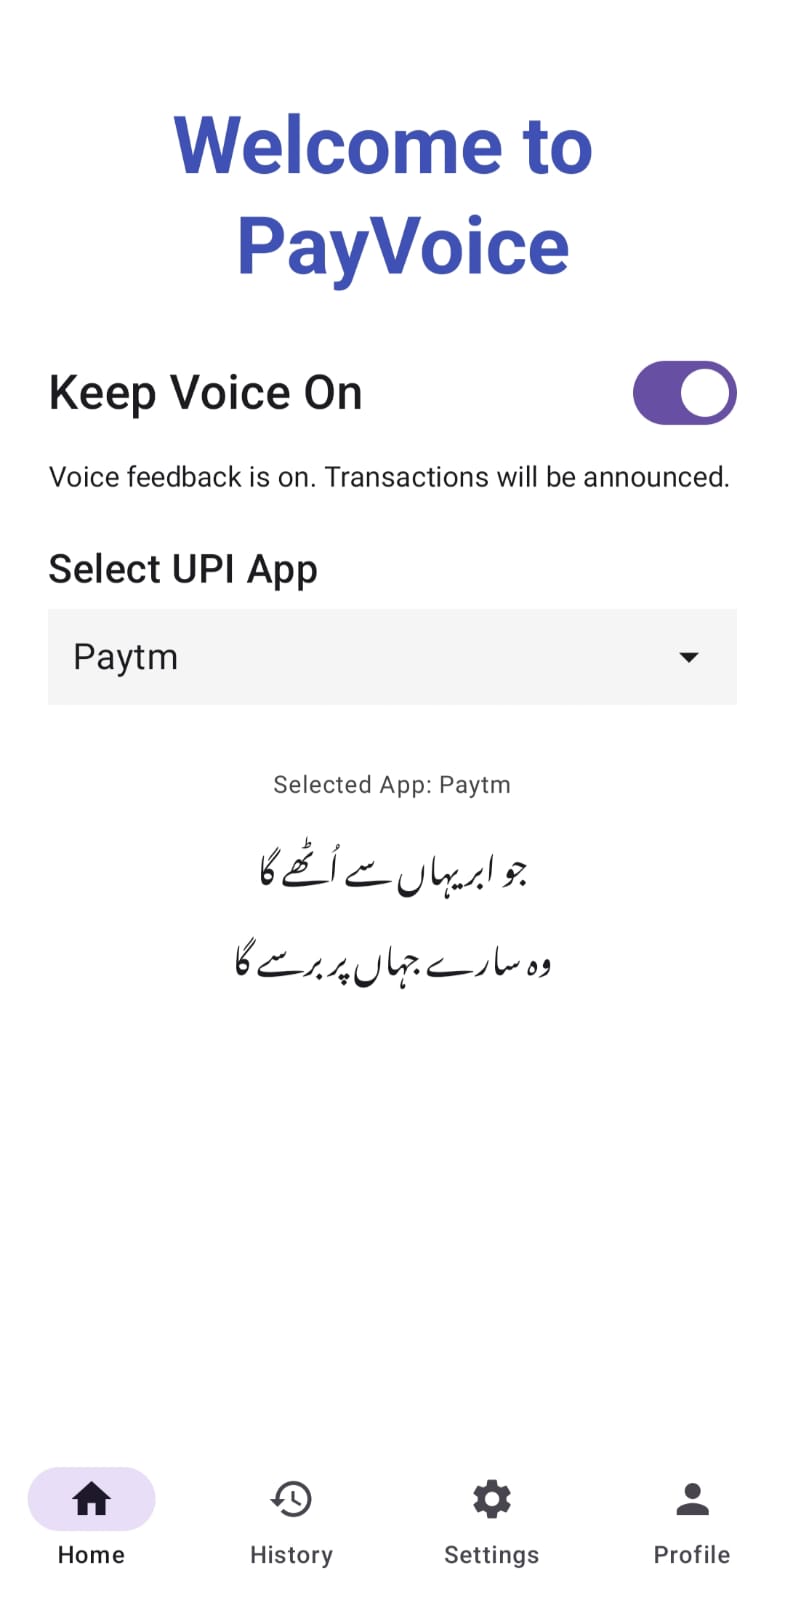 Welcome to
PayVoice
Keep Voice On
Voice feedback is on. Transactions will be announced.
Select UPI App
Paytm
Selected App: Paytm
جو ابر یہاں سے اُٹھے گا
وہ سارے جہاں پر برسے گا
Home
History
Settings
Profile